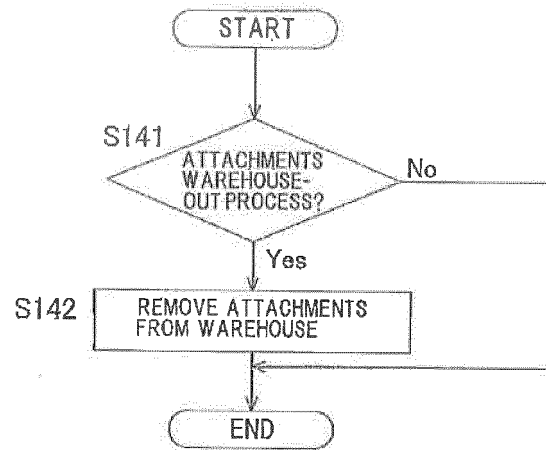 START
S141
ATTACHMENTS
WAREHOUSE-
OUT PROCESS?
No
Yes
S142
REMOVE ATTACHMENTS
FROM WAREHOUSE
END